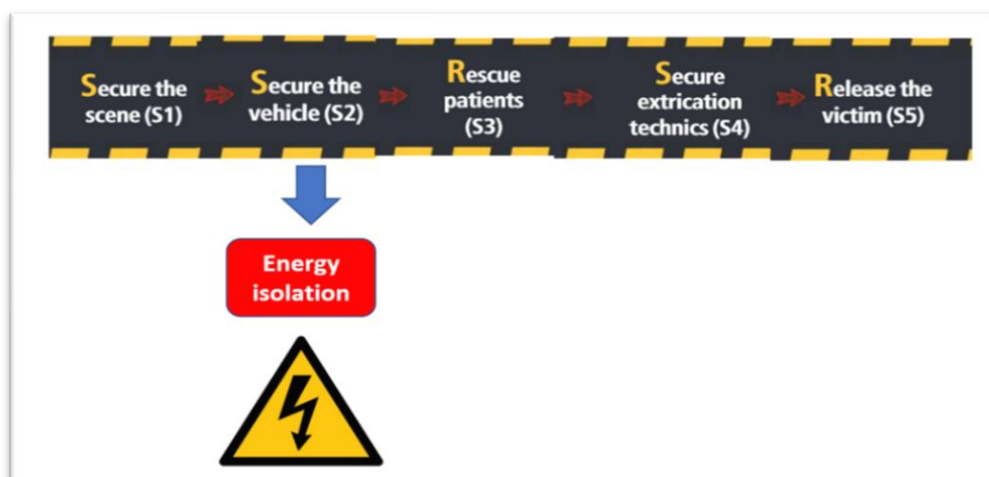 Secure the
scene (S1)
Secure the
vehicle (S2)
Rescue
patients
(S3)
Secure
extrication
technics (S4)
Release the
victim (S5)
Energy
isolation